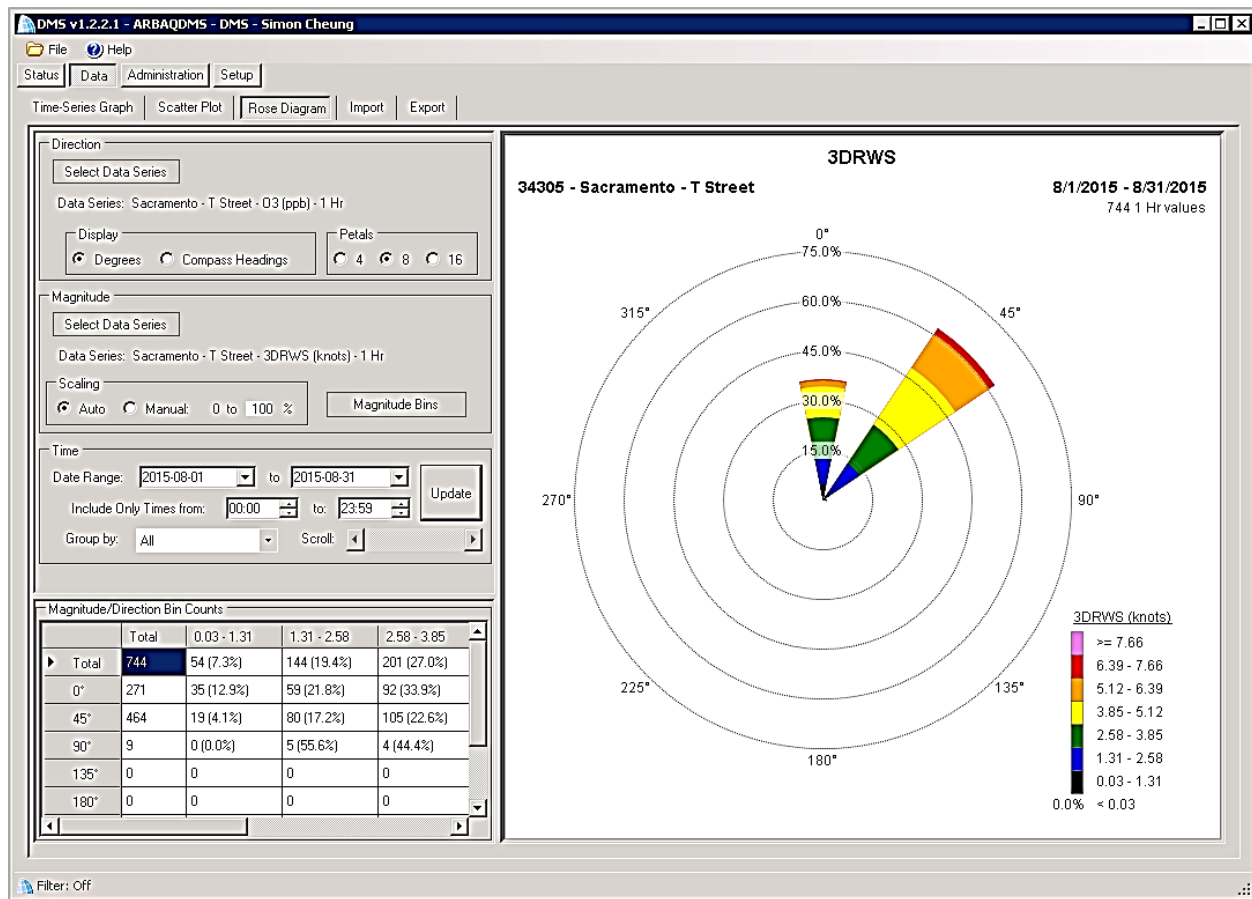 DMS v1.2.2.1 - ARBAQDMS - DMS - Simon Cheung
File Help
Status Data Administration Setup
Time-Series Graph Scatter Plot Rose Diagram Import Export
Direction
Select Data Series
Data Series: Sacramento - T Street - O3 (ppb) - 1 Hr
Display Petals
Degrees Compass Headings 4 8 16
Magnitude
Select Data Series
Data Series: Sacramento - T Street - 3DRWS (knots) - 1 Hr
Scaling
Auto Manual: 0 to 100 % Magnitude Bins
Time
Date Range: 2015-08-01 to 2015-08-31
Update
Include Only Times from: 00:00 to: 23:59
Group by: All Scroll:
Magnitude/Direction Bin Counts
Total 0.03 - 1.31 1.31 - 2.58 2.58 - 3.85
Total 744 54 (7.3%) 144 (19.4%) 201 (27.0%)
0° 271 35 (12.9%) 59 (21.8%) 92 (33.9%)
45° 464 19 (4.1%) 80 (17.2%) 105 (22.6%)
90° 9 0 (0.0%) 5 (55.6%) 4 (44.4%)
135° 0 0 0 0
180° 0 0 0 0
3DRWS
34305 - Sacramento - T Street 8/1/2015 - 8/31/2015
744 1 Hr values
0°
75.0%
60.0%
315° 45°
45.0%
30.0%
15.0%
270° 90°
225° 135°
180°
3DRWS (knots)
>= 7.66
6.39 - 7.66
5.12 - 6.39
3.85 - 5.12
2.58 - 3.85
1.31 - 2.58
0.03 - 1.31
0.0% < 0.03
Filter: Off